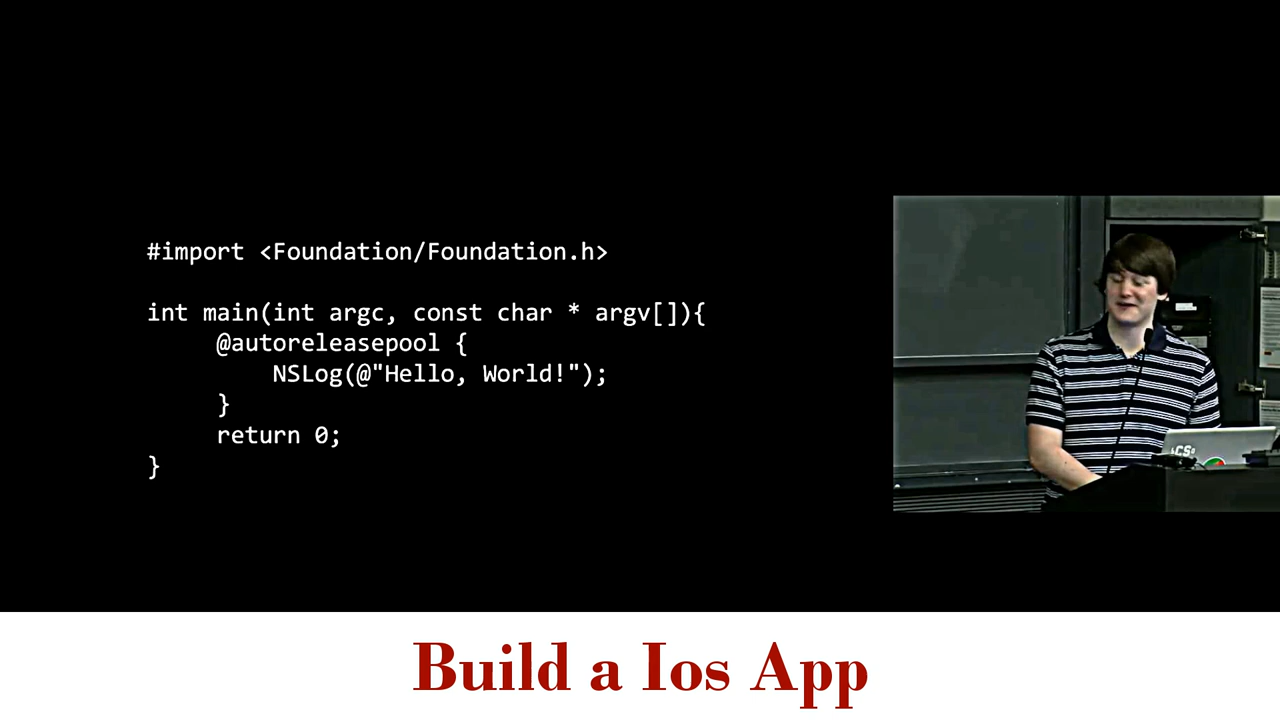 #import <Foundation/Foundation.h>
int main(int argc, const char * argv[]){
@autoreleasepool {
NSLog(@"Hello, World!");
}
return 0;
}
Build a Ios App